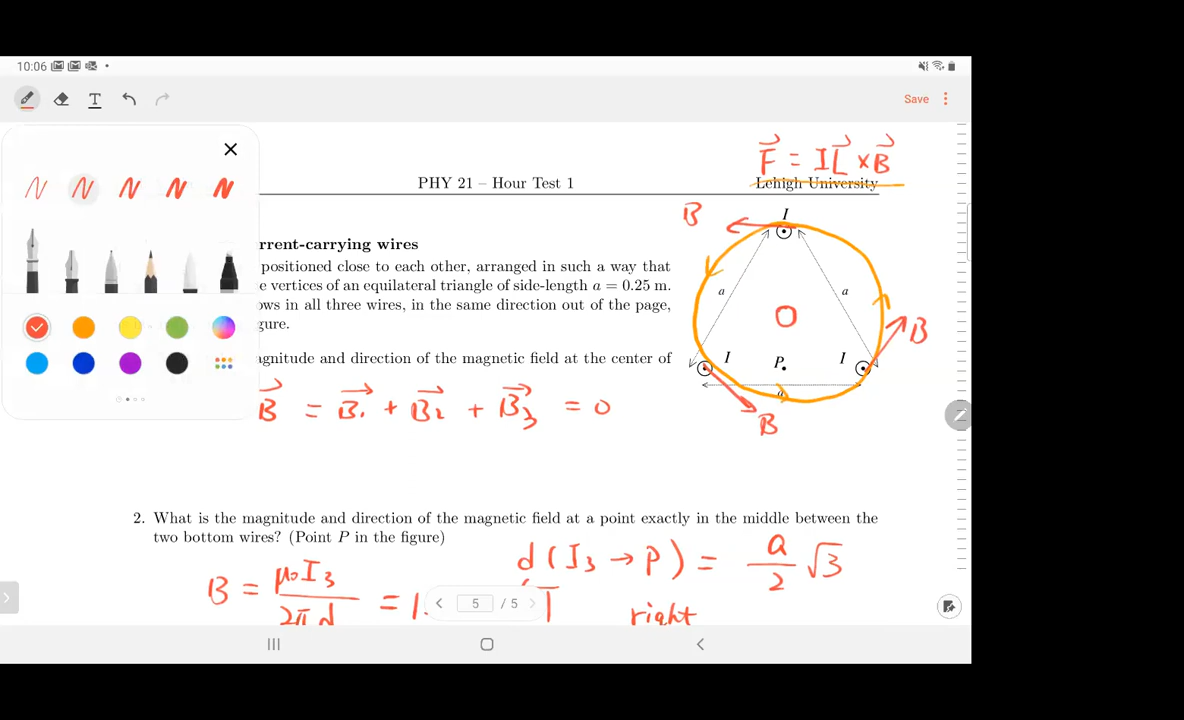 10:06
T
Save
F⃗ = IL⃗ × B⃗
PHY 21 – Hour Test 1
Lehigh University
B
I
rrent-carrying wires
positioned close to each other, arranged in such a way that
e vertices of an equilateral triangle of side-length a = 0.25 m.
a
a
ows in all three wires, in the same direction out of the page,
gure.
O
B
agnitude and direction of the magnetic field at the center of
I
P
I
a
B⃗ = B⃗₁ + B⃗₂ + B⃗₃ = 0
B
2. What is the magnitude and direction of the magnetic field at a point exactly in the middle between the
two bottom wires? (Point P in the figure)
d (I₃ → P) = a/2 √3
B = μ₀I₃/2πd = 1.
5 / 5
T
right